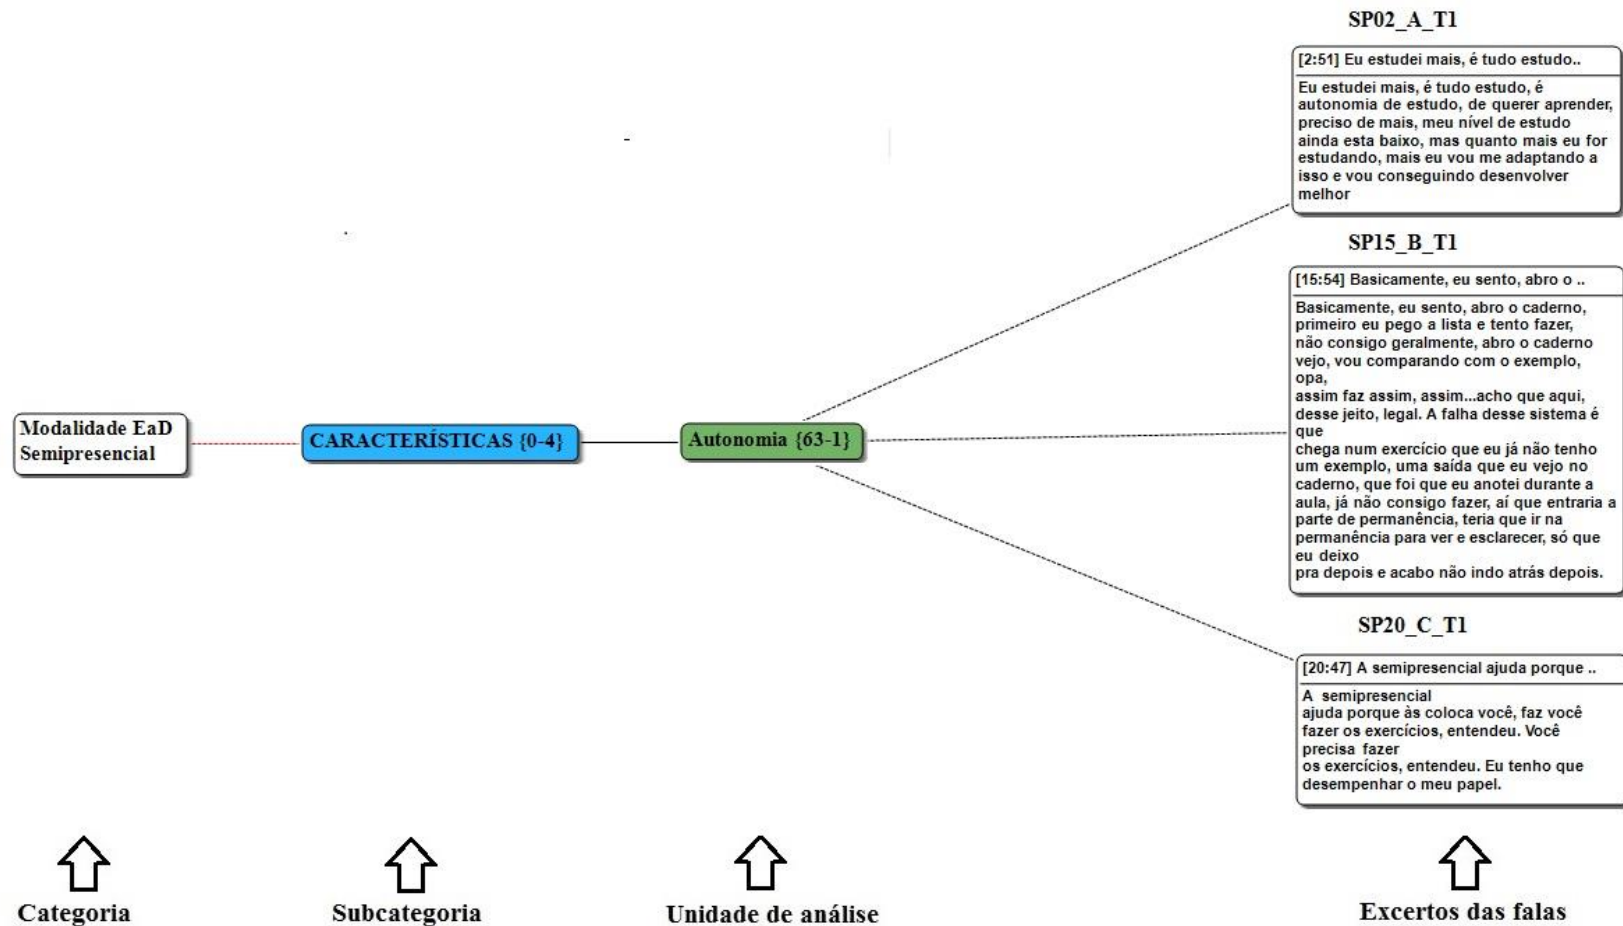 SP02_A_T1
[2:51] Eu estudei mais, é tudo estudo..
Eu estudei mais, é tudo estudo, é
autonomia de estudo, de querer aprender,
preciso de mais, meu nível de estudo
ainda esta baixo, mas quanto mais eu for
estudando, mais eu vou me adaptando a
isso e vou conseguindo desenvolver
melhor
SP15_B_T1
[15:54] Basicamente, eu sento, abro o ..
Basicamente, eu sento, abro o caderno,
primeiro eu pego a lista e tento fazer,
não consigo geralmente, abro o caderno
vejo, vou comparando com o exemplo,
opa,
assim faz assim, assim...acho que aqui,
desse jeito, legal. A falha desse sistema é
que
chega num exercício que eu já não tenho
um exemplo, uma saída que eu vejo no
caderno, que foi que eu anotei durante a
aula, já não consigo fazer, aí que entraria a
parte de permanência, teria que ir na
permanência para ver e esclarecer, só que
eu deixo
pra depois e acabo não indo atrás depois.
Modalidade EaD
Semipresencial
CARACTERÍSTICAS {0-4}
Autonomia {63-1}
SP20_C_T1
[20:47] A semipresencial ajuda porque ..
A semipresencial
ajuda porque às coloca você, faz você
fazer os exercícios, entendeu. Você
precisa fazer
os exercícios, entendeu. Eu tenho que
desempenhar o meu papel.
Categoria
Subcategoria
Unidade de análise
Excertos das falas